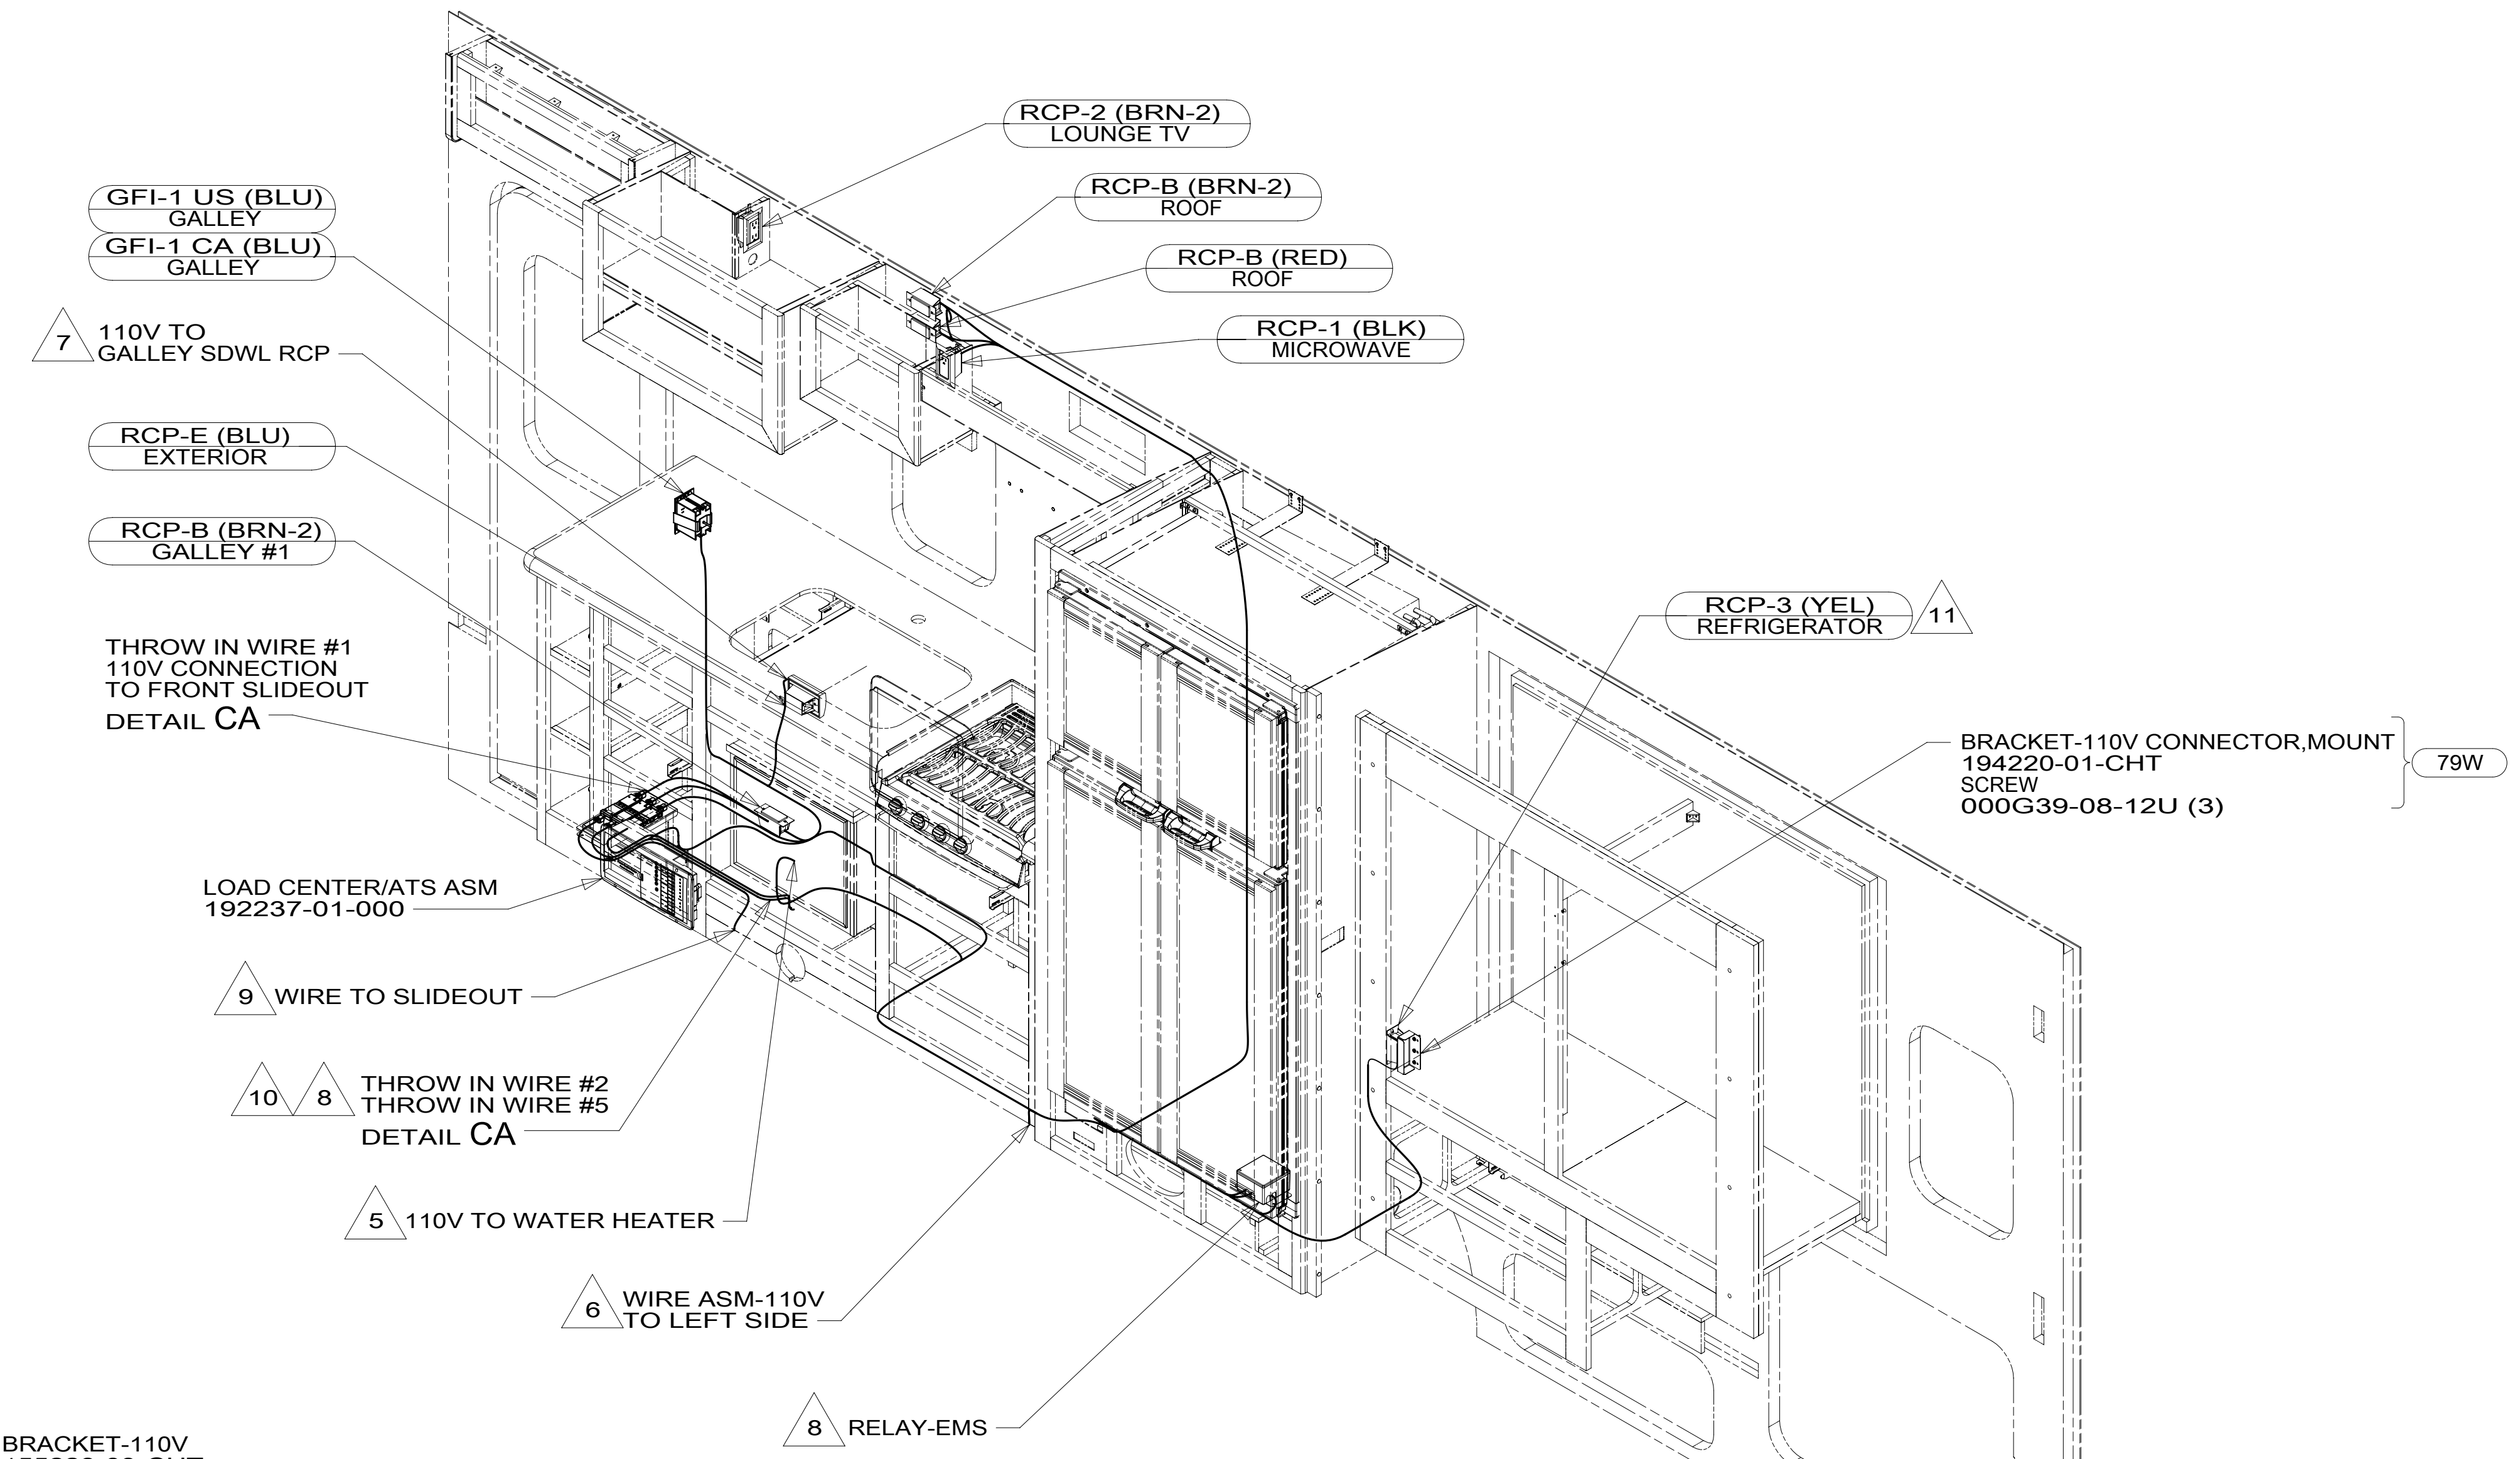 RCP-2 (BRN-2)
LOUNGE TV
GFI-1 US (BLU)
GALLEY
GFI-1 CA (BLU)
GALLEY
RCP-B (BRN-2)
ROOF
RCP-B (RED)
ROOF
7
110V TO
GALLEY SDWL RCP
RCP-1 (BLK)
MICROWAVE
RCP-E (BLU)
EXTERIOR
RCP-B (BRN-2)
GALLEY #1
RCP-3 (YEL)
REFRIGERATOR
11
THROW IN WIRE #1
110V CONNECTION
TO FRONT SLIDEOUT
DETAIL CA
BRACKET-110V CONNECTOR,MOUNT
194220-01-CHT
SCREW
000G39-08-12U (3)
79W
LOAD CENTER/ATS ASM
192237-01-000
9 WIRE TO SLIDEOUT
10 8
THROW IN WIRE #2
THROW IN WIRE #5
DETAIL CA
5 110V TO WATER HEATER
6
WIRE ASM-110V
TO LEFT SIDE
8 RELAY-EMS
BRACKET-110V